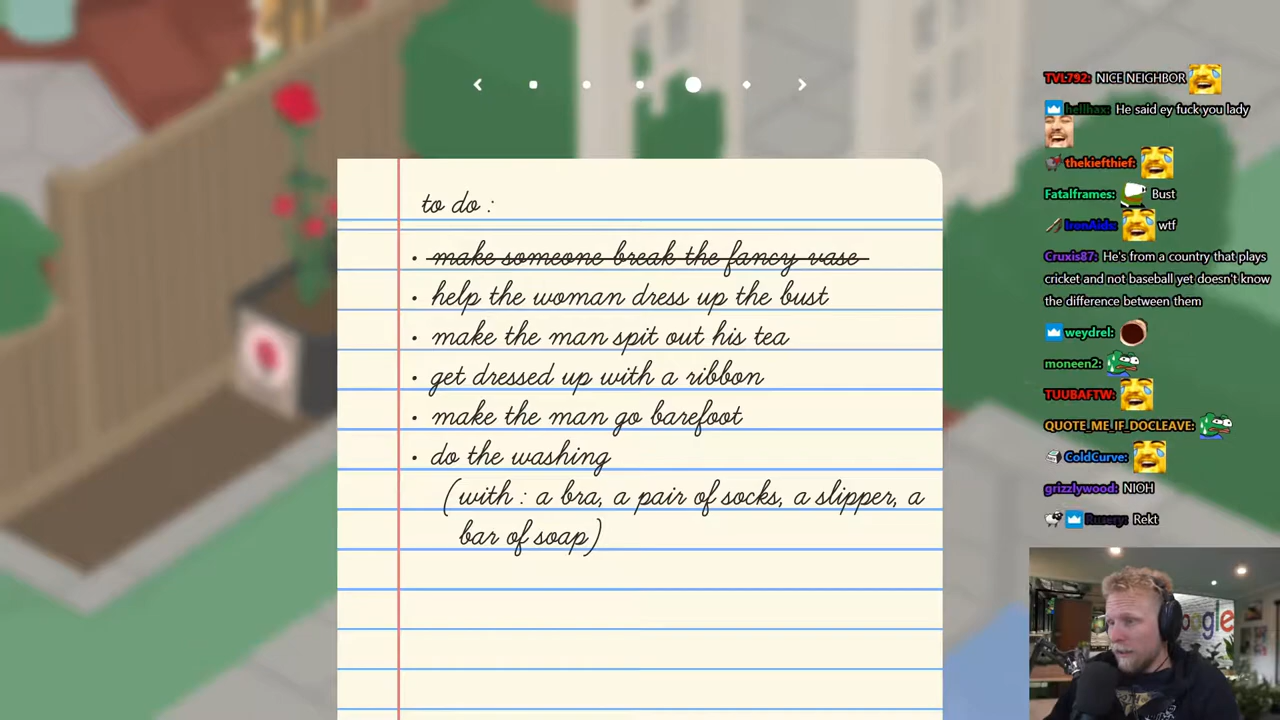 to do :
• make someone break the fancy vase
• help the woman dress up the bust
• make the man spit out his tea
• get dressed up with a ribbon
• make the man go barefoot
• do the washing
(with : a bra, a pair of socks, a slipper, a
bar of soap)
TVL792: NICE NEIGHBOR
hellhax: He said ey fuck you lady
thekiefthief:
Fatalframes: Bust
IronAids: wtf
Cruxis87: He's from a country that plays
cricket and not baseball yet doesn't know
the difference between them
weydrel:
moneen2:
TUUBAFTW:
QUOTE_ME_IF_DOCLEAVE:
ColdCurve:
grizzlywood: NIOH
Rekt
oogle